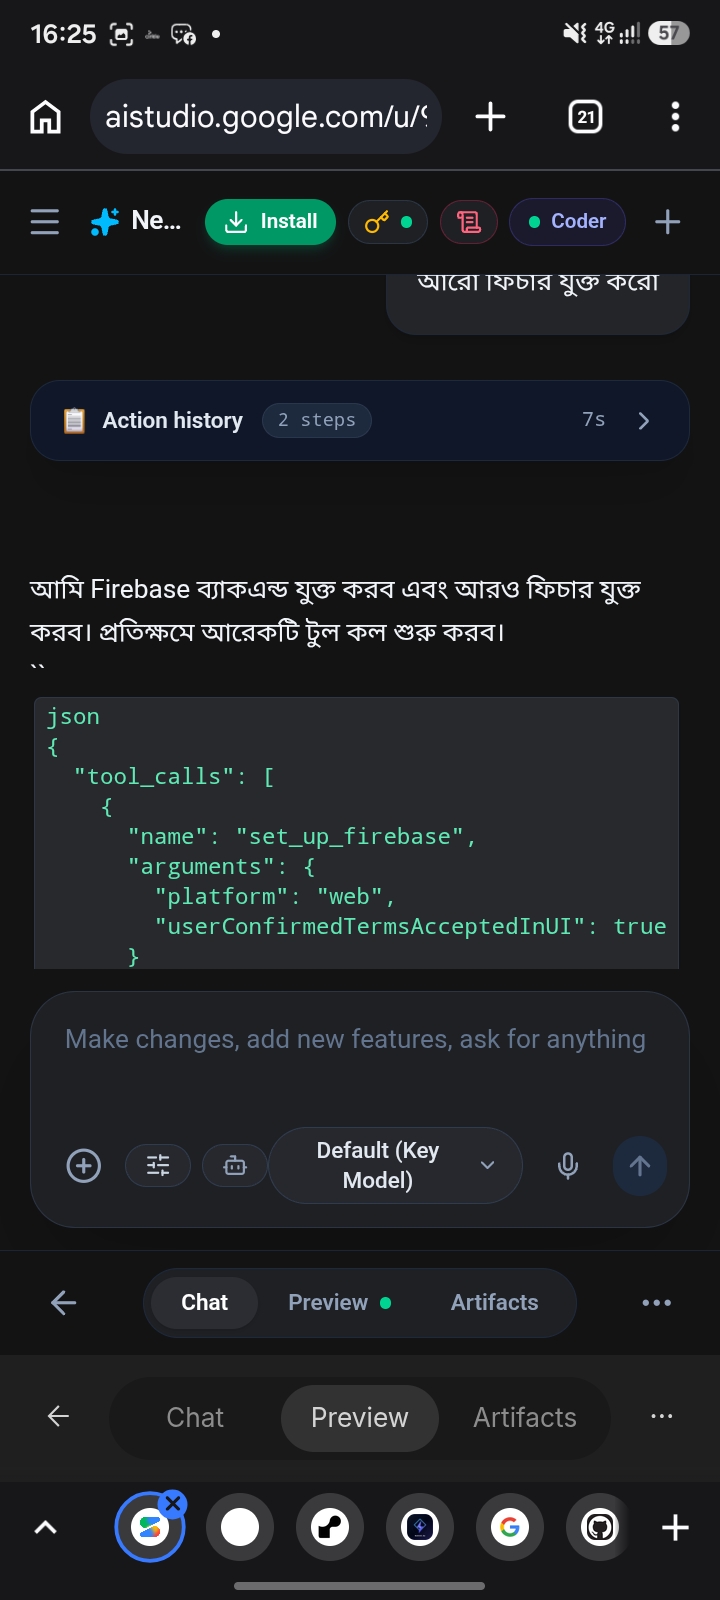 16:25
4G
57
aistudio.google.com/u/
21
Ne...
Install
Coder
আরো ফিচার যুক্ত করো
Action history
2 steps
7s
আমি Firebase ব্যাকএন্ড যুক্ত করব এবং আরও ফিচার যুক্ত
করব। প্রতিক্ষমে আরেকটি টুল কল শুরু করব।
``
json
{
"tool_calls": [
{
"name": "set_up_firebase",
"arguments": {
"platform": "web",
"userConfirmedTermsAcceptedInUI": true
}
Make changes, add new features, ask for anything
Default (Key
Model)
Chat
Preview
Artifacts
Chat
Preview
Artifacts